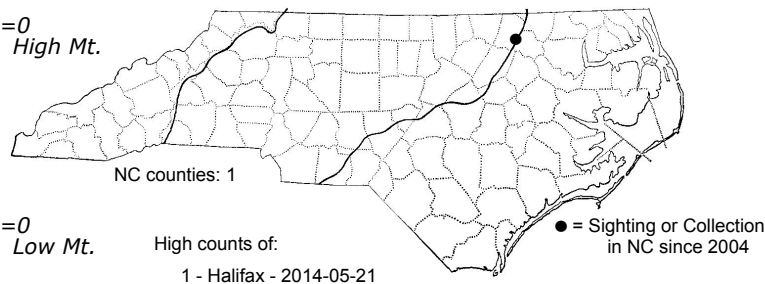 =0
High Mt.
NC counties: 1
=0
Low Mt.
High counts of:
1 - Halifax - 2014-05-21
● = Sighting or Collection
in NC since 2004